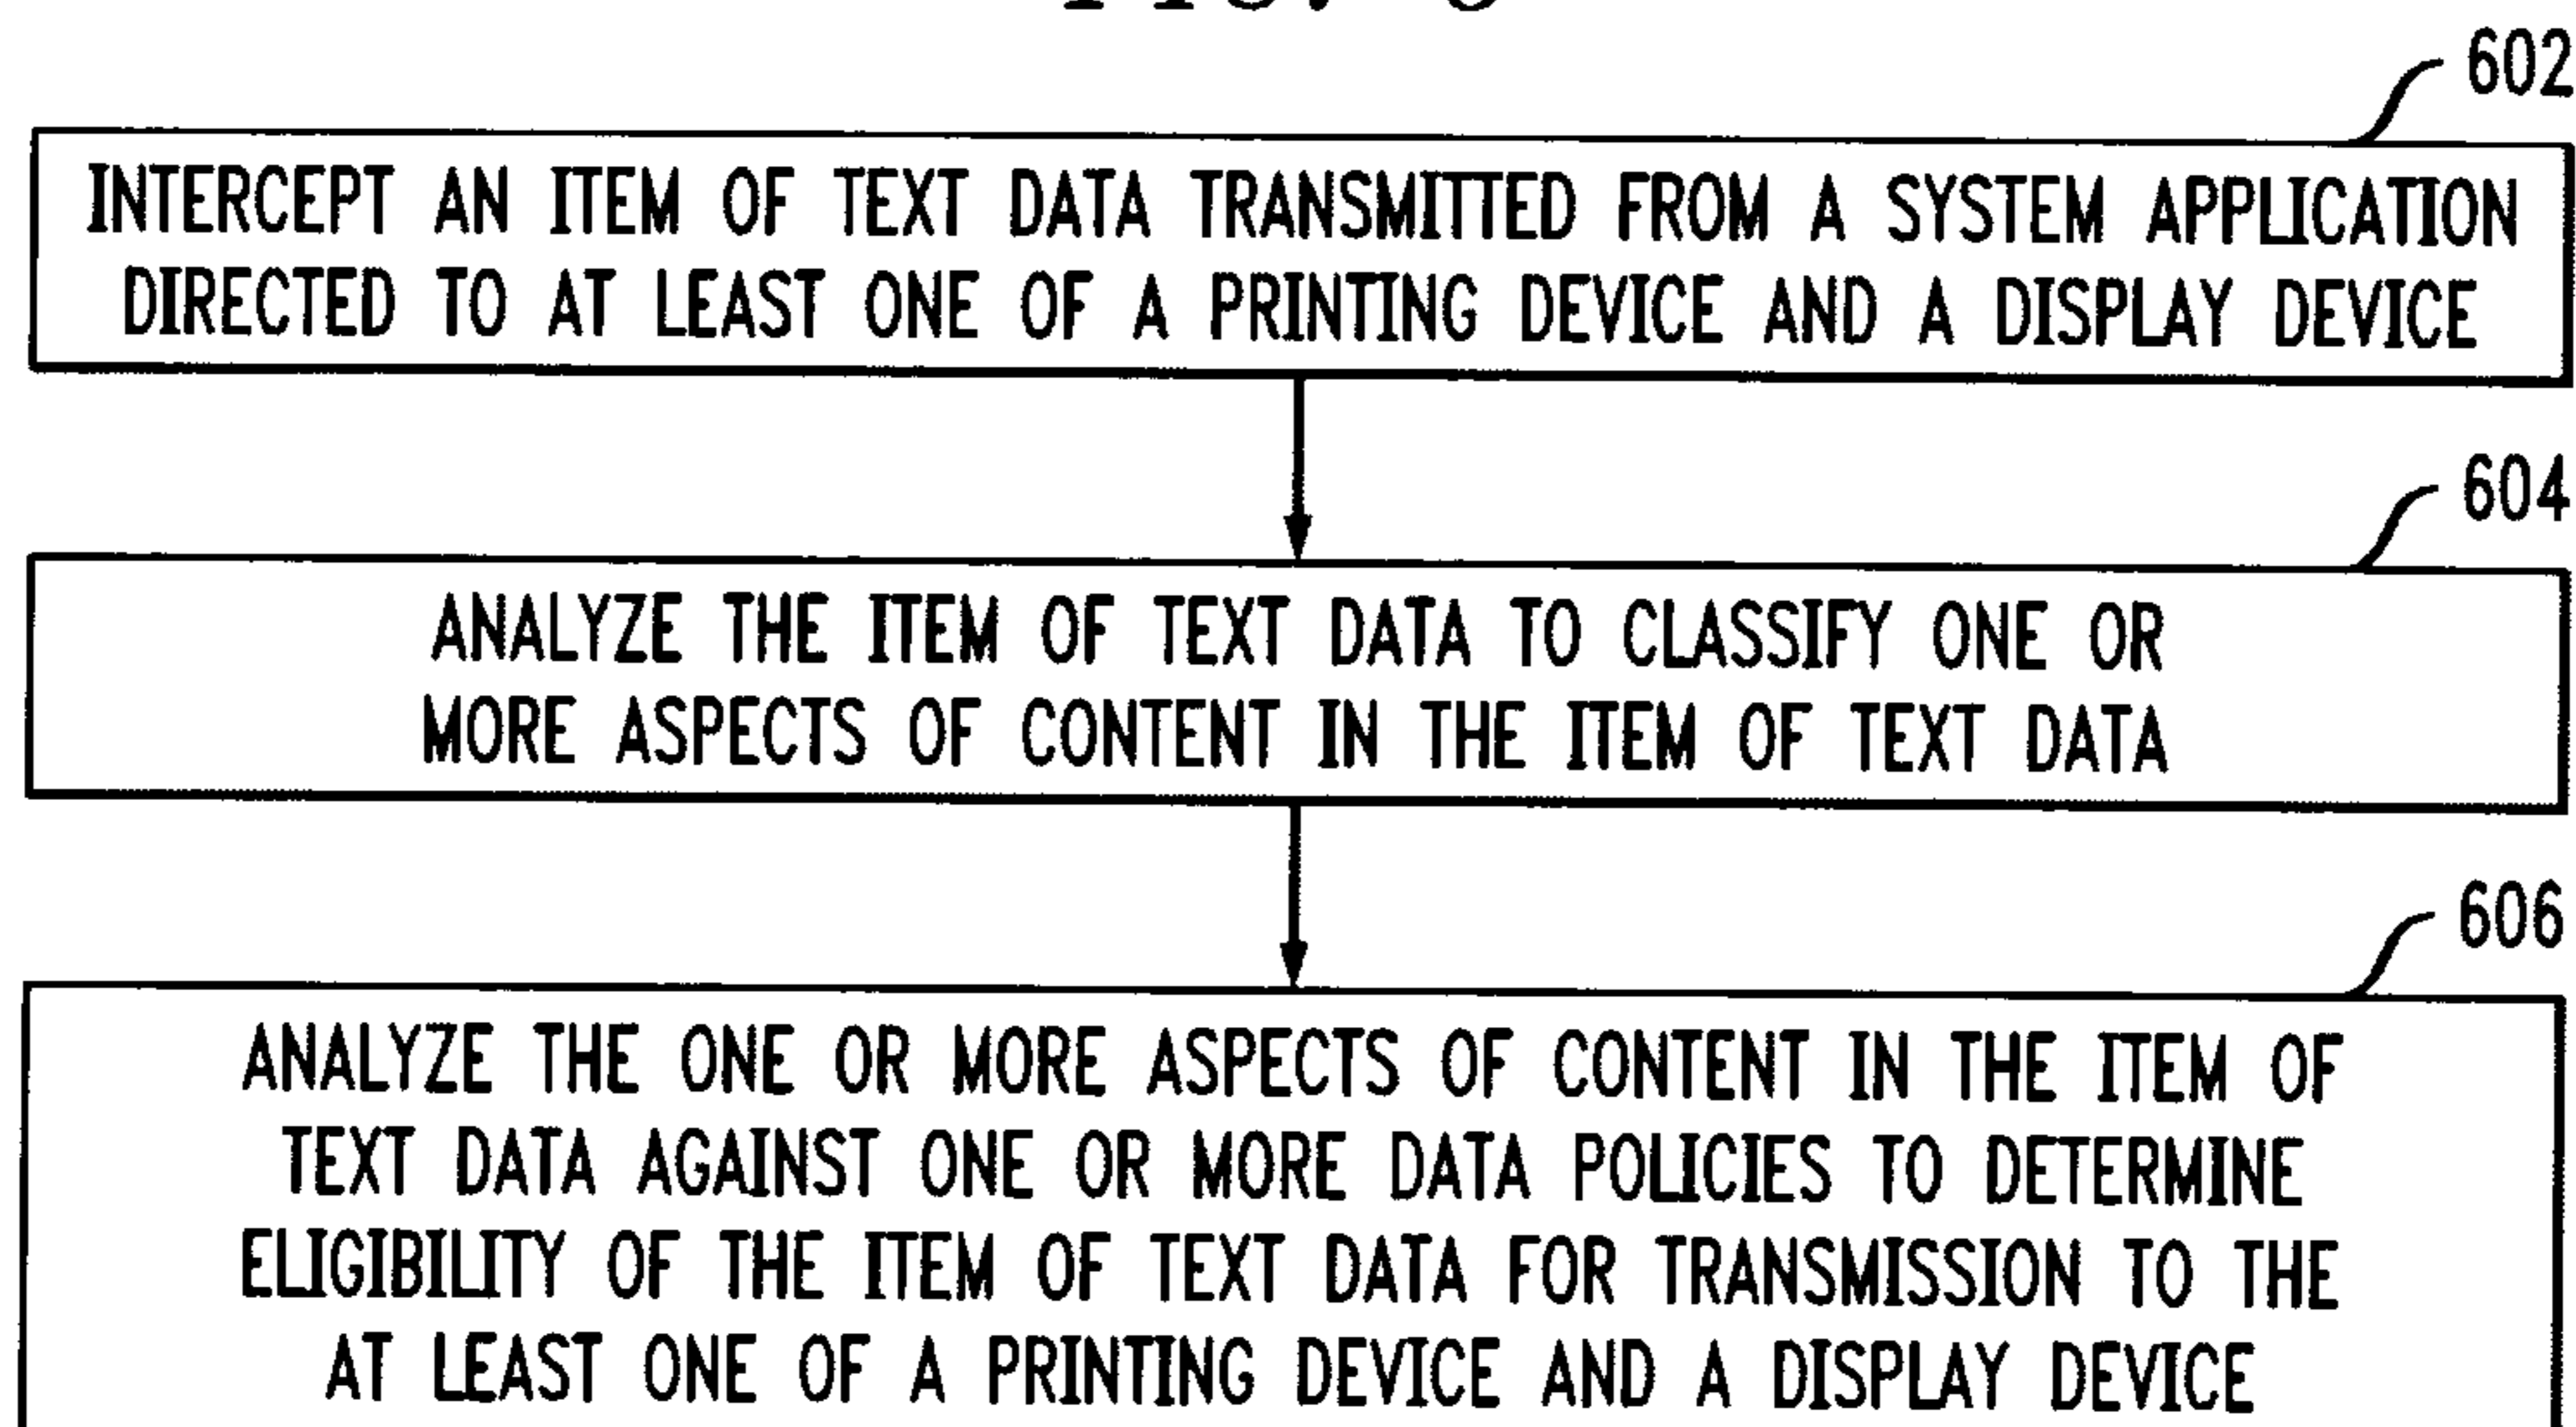 602
INTERCEPT AN ITEM OF TEXT DATA TRANSMITTED FROM A SYSTEM APPLICATION
DIRECTED TO AT LEAST ONE OF A PRINTING DEVICE AND A DISPLAY DEVICE
604
ANALYZE THE ITEM OF TEXT DATA TO CLASSIFY ONE OR
MORE ASPECTS OF CONTENT IN THE ITEM OF TEXT DATA
606
ANALYZE THE ONE OR MORE ASPECTS OF CONTENT IN THE ITEM OF
TEXT DATA AGAINST ONE OR MORE DATA POLICIES TO DETERMINE
ELIGIBILITY OF THE ITEM OF TEXT DATA FOR TRANSMISSION TO THE
AT LEAST ONE OF A PRINTING DEVICE AND A DISPLAY DEVICE